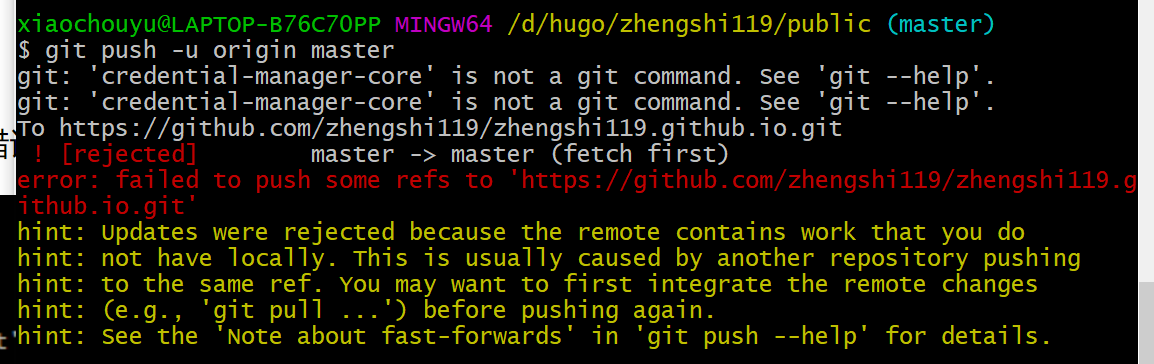 xiaochouyu@LAPTOP-B76C7OPP MINGW64 /d/hugo/zhengshi119/public (master)
$ git push -u origin master
git: 'credential-manager-core' is not a git command. See 'git --help'.
git: 'credential-manager-core' is not a git command. See 'git --help'.
To https://github.com/zhengshi119/zhengshi119.github.io.git
! [rejected]        master -> master (fetch first)
error: failed to push some refs to 'https://github.com/zhengshi119/zhengshi119.g
ithub.io.git'
hint: Updates were rejected because the remote contains work that you do
hint: not have locally. This is usually caused by another repository pushing
hint: to the same ref. You may want to first integrate the remote changes
hint: (e.g., 'git pull ...') before pushing again.
hint: See the 'Note about fast-forwards' in 'git push --help' for details.